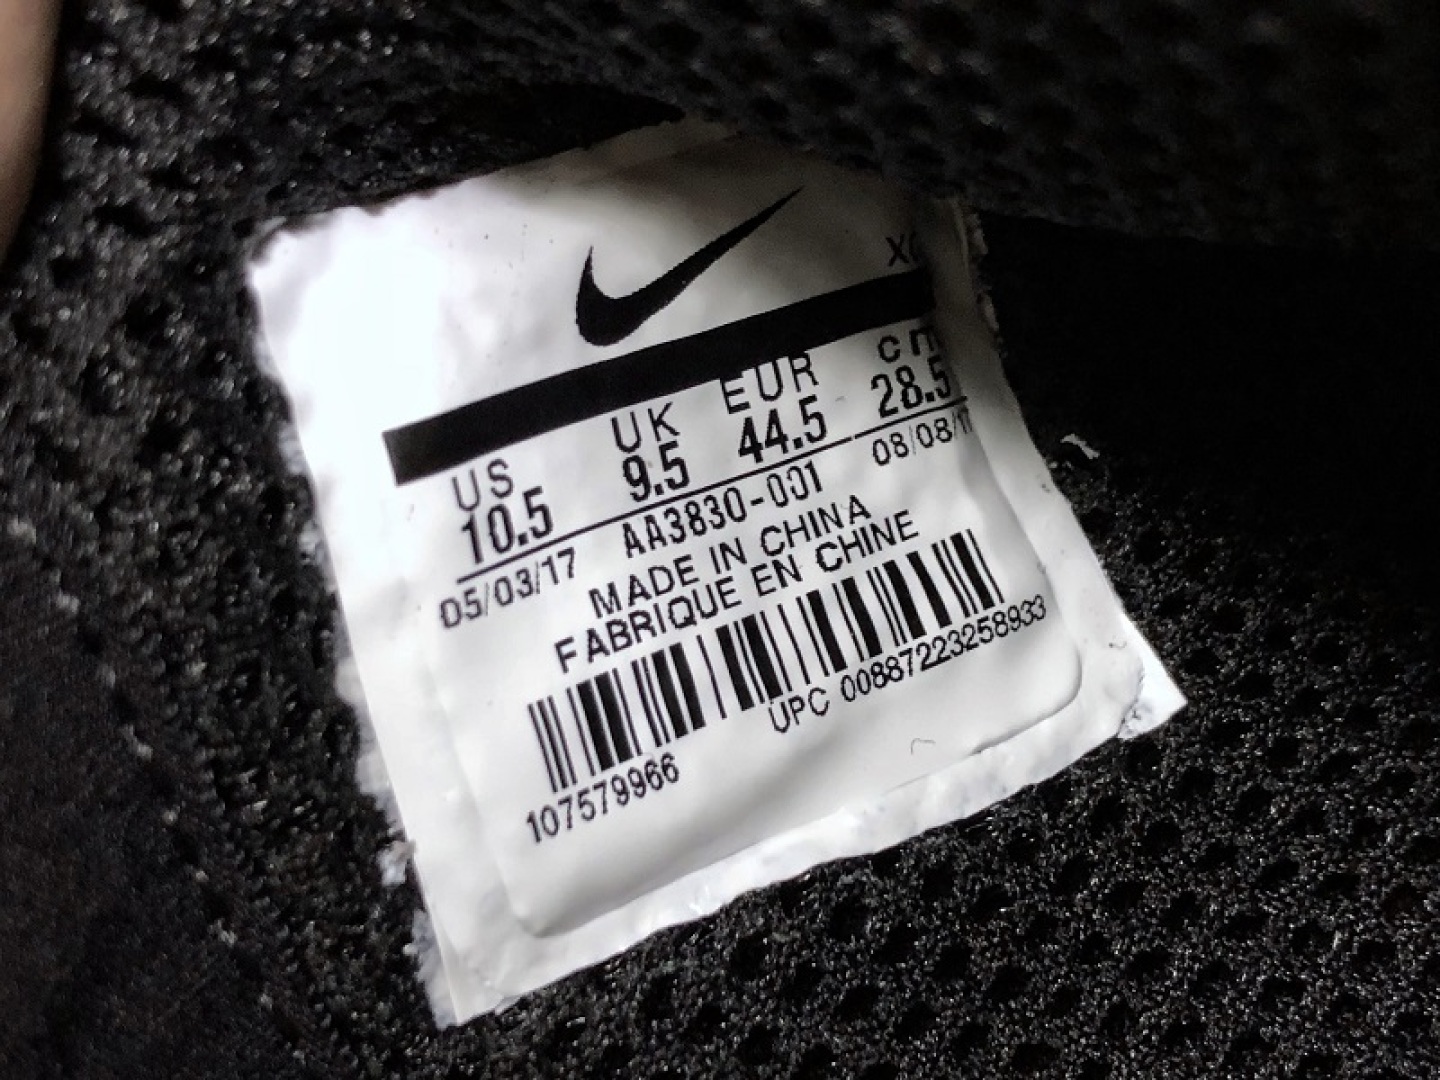 XC
US UK EUR cm
10.5 9.5 44.5 28.5
05/03/17 AA3830-001 08/08/17
MADE IN CHINA
FABRIQUE EN CHINE
UPC 00887223258933
107579966